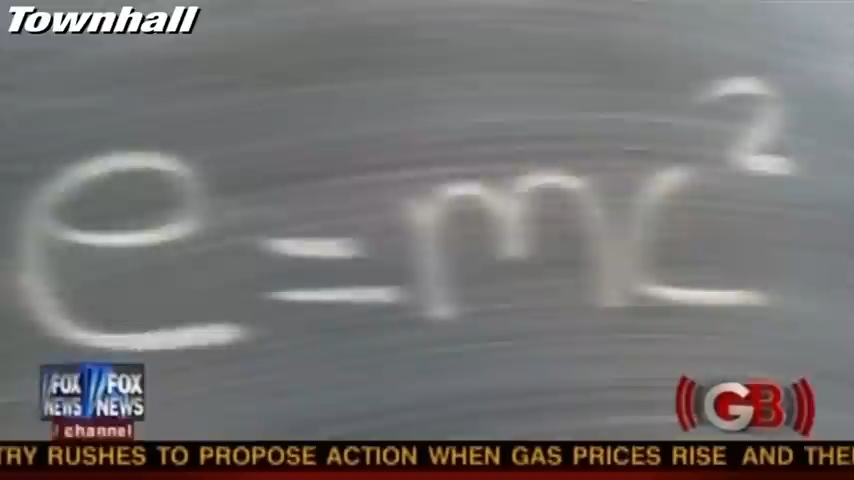 Townhall
e=mc²
FOX NEWS FOX NEWS
channel
GB
RUSHES TO PROPOSE ACTION WHEN GAS PRICES RISE AND